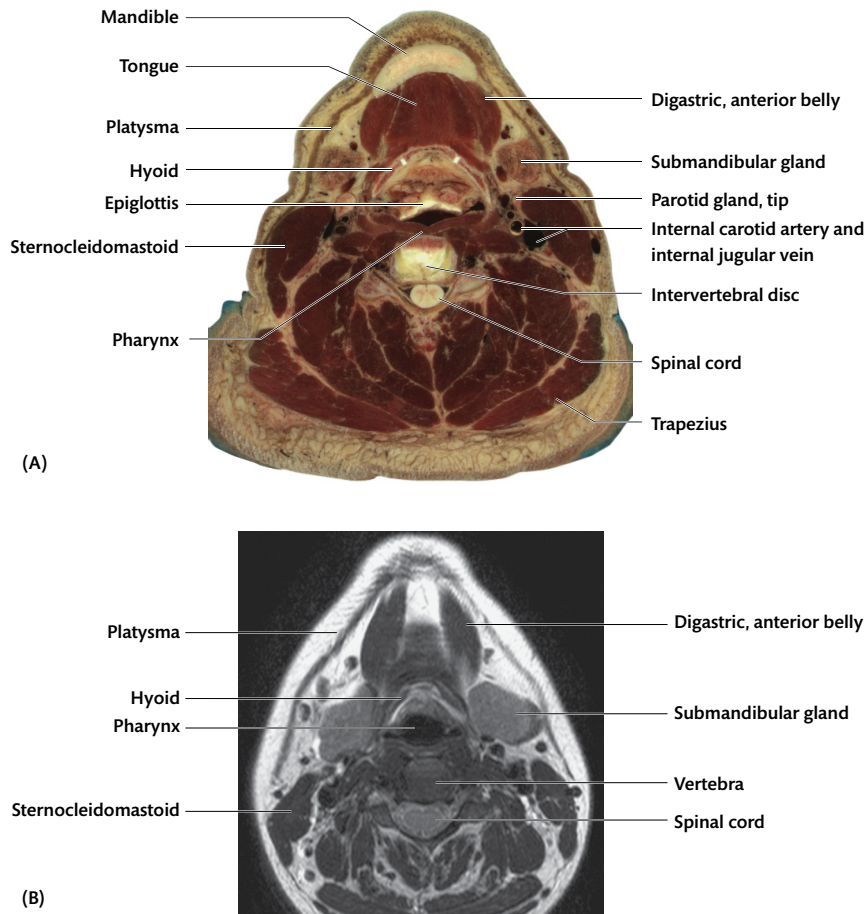 Mandible
Tongue
Platysma
Hyoid
Epiglottis
Sternocleidomastoid
Pharynx
Digastric, anterior belly
Submandibular gland
Parotid gland, tip
Internal carotid artery and
internal jugular vein
Intervertebral disc
Spinal cord
Trapezius
(A)
Platysma
Hyoid
Pharynx
Sternocleidomastoid
Digastric, anterior belly
Submandibular gland
Vertebra
Spinal cord
(B)